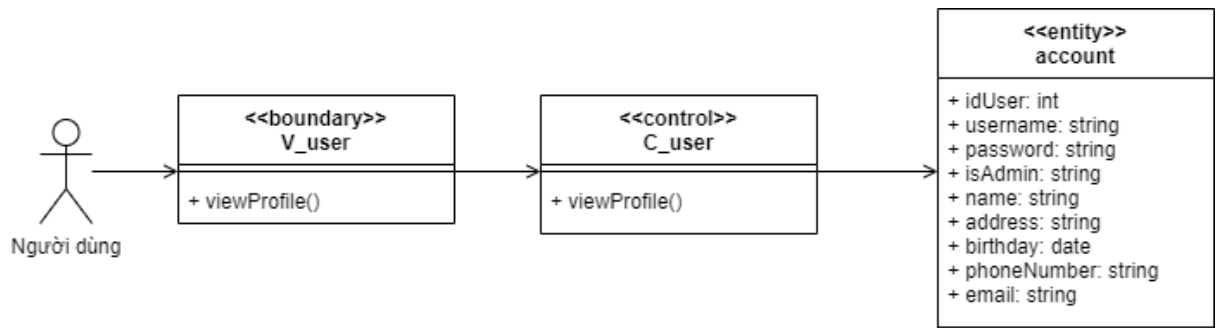 Người dùng
<<boundary>>
V_user
+ viewProfile()
<<control>>
C_user
+ viewProfile()
<<entity>>
account
+ idUser: int
+ username: string
+ password: string
+ isAdmin: string
+ name: string
+ address: string
+ birthday: date
+ phoneNumber: string
+ email: string